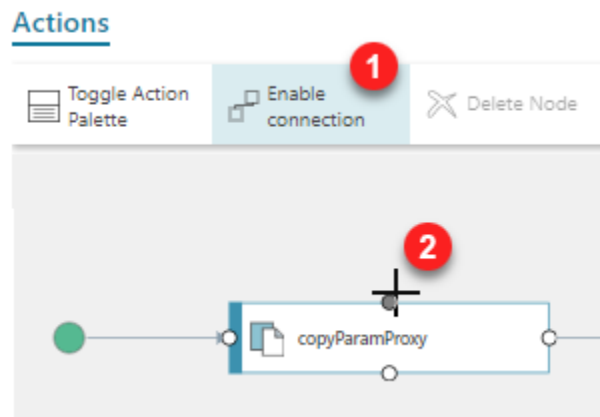 Actions
1
Toggle Action
Palette
Enable
connection
Delete Node
2
copyParamProxy